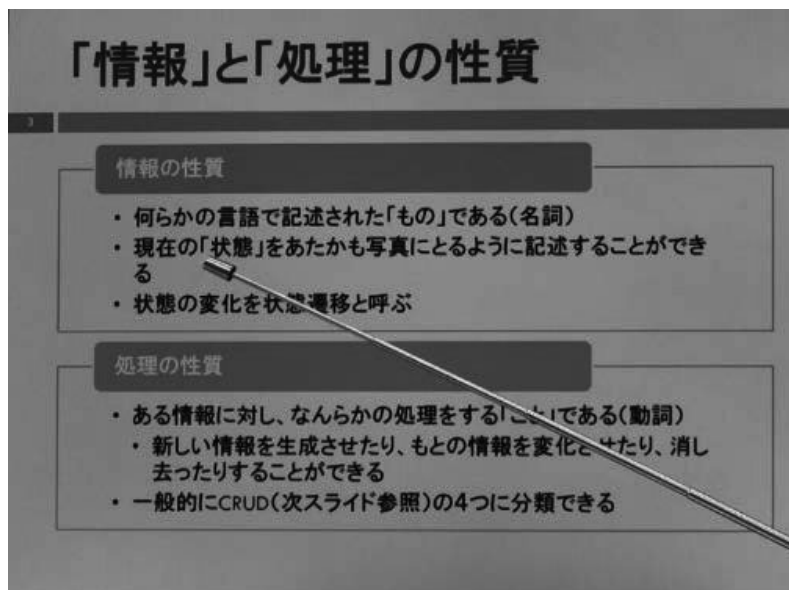 「情報」と「処理」の性質
3
情報の性質
・ 何らかの言語で記述された「もの」である(名詞)
・ 現在の「状態」をあたかも写真にとるように記述することができ
る
・ 状態の変化を状態遷移と呼ぶ
処理の性質
・ ある情報に対し、なんらかの処理をする「こと」である(動詞)
・ 新しい情報を生成させたり、もとの情報を変化させたり、消し
去ったりすることができる
・ 一般的にCRUD(次スライド参照)の4つに分類できる